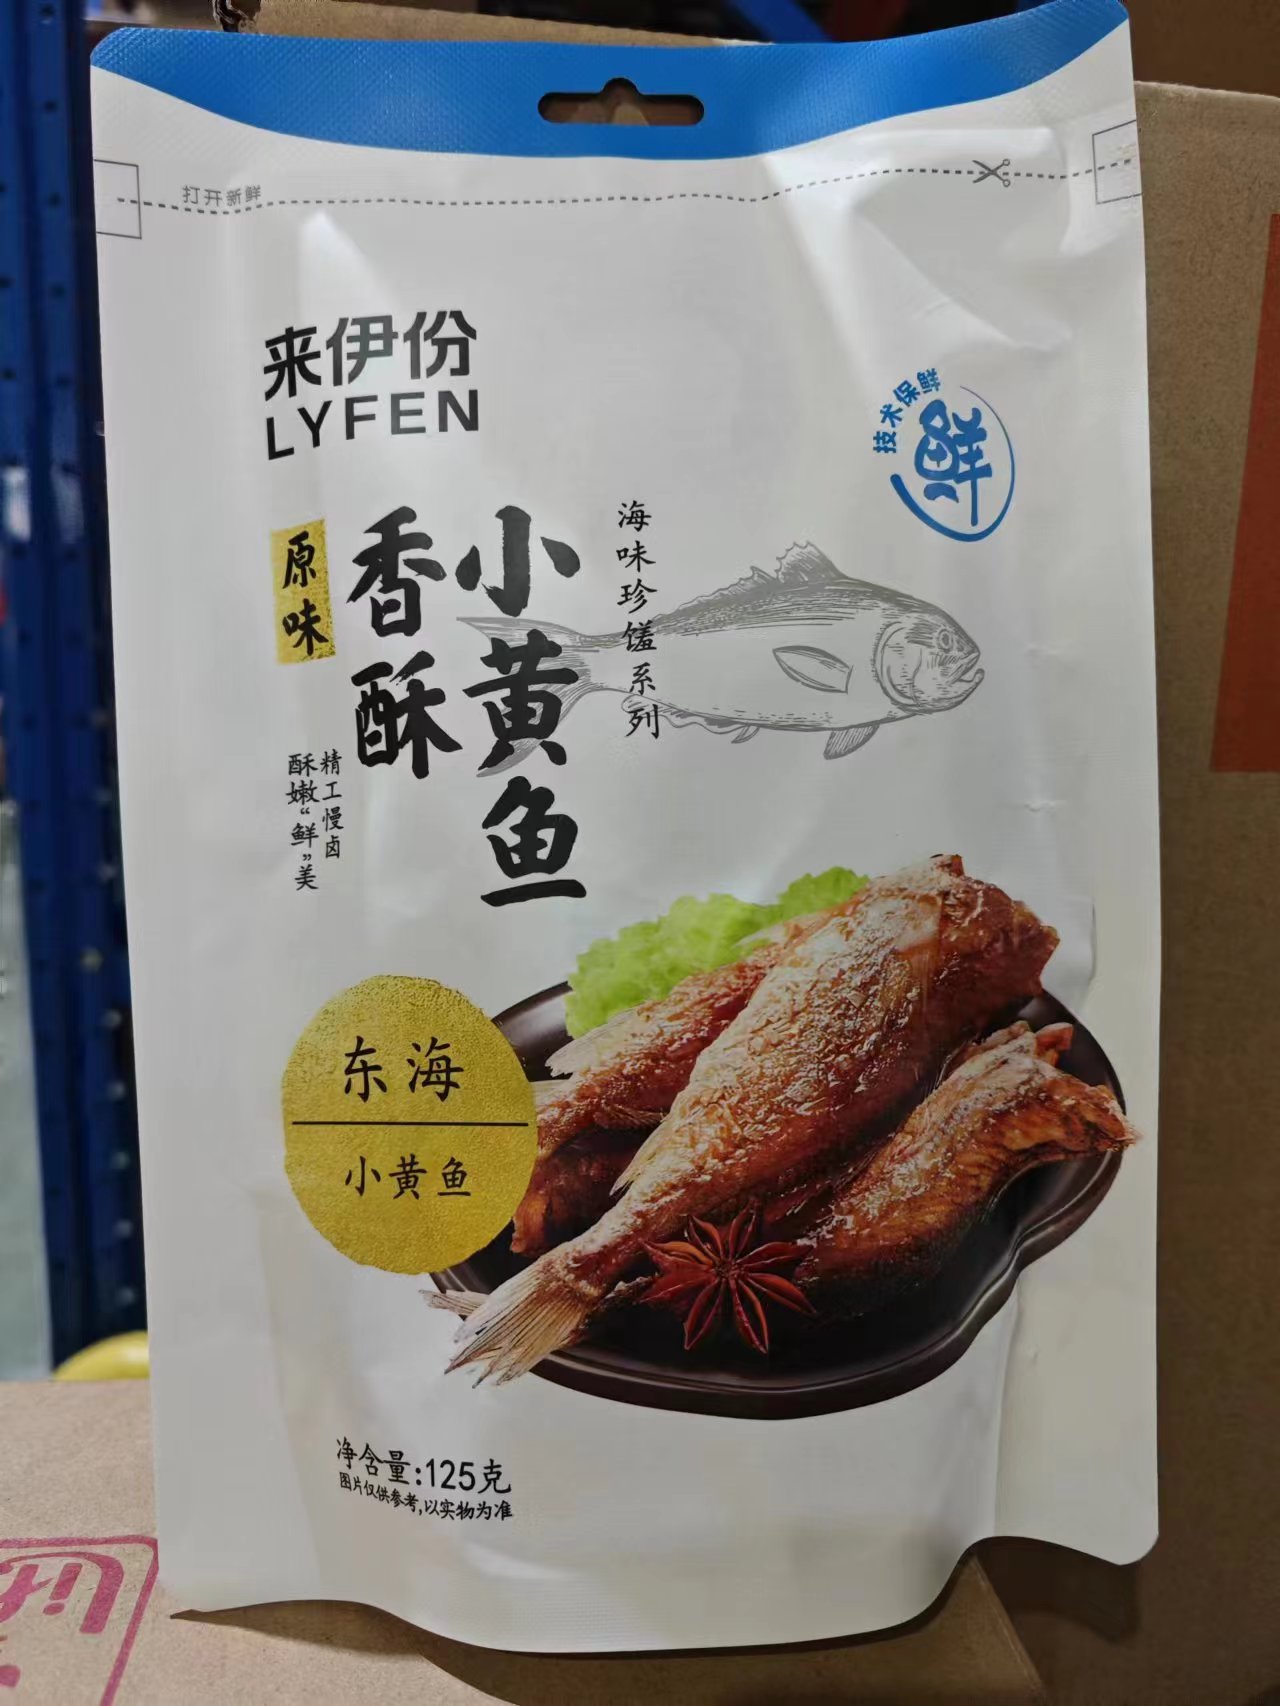 打开新鲜
来伊份
LYFEN
技术保鲜
鲜
海味珍馐系列
小黄鱼
香酥
原味
精工慢卤
酥嫩“鲜”美
东海
小黄鱼
净含量:125克
图片仅供参考,以实物为准